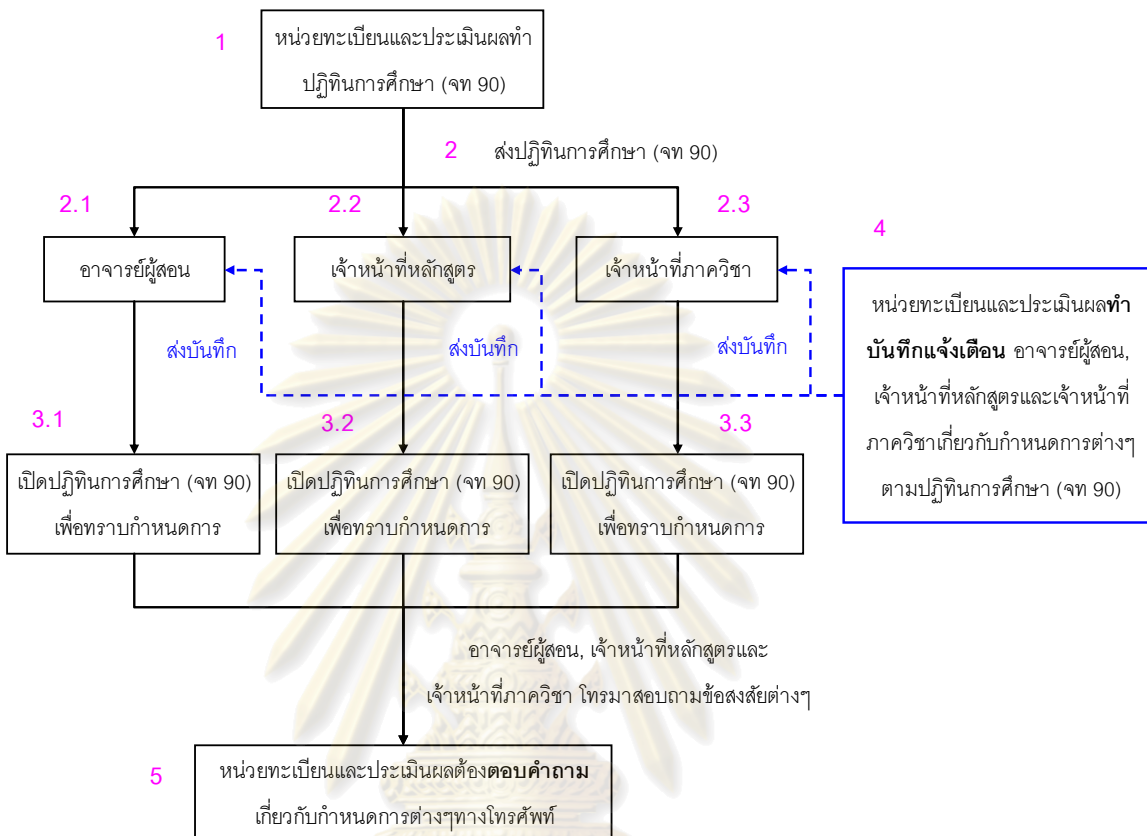 1
หน่วยทะเบียนและประเมินผลทำ
ปฏิทินการศึกษา (จท 90)
2
ส่งปฏิทินการศึกษา (จท 90)
2.1
2.2
2.3
4
อาจารย์ผู้สอน
เจ้าหน้าที่หลักสูตร
เจ้าหน้าที่ภาควิชา
ส่งบันทึก
ส่งบันทึก
ส่งบันทึก
หน่วยทะเบียนและประเมินผลทำ
บันทึกแจ้งเตือน อาจารย์ผู้สอน,
เจ้าหน้าที่หลักสูตรและเจ้าหน้าที่
ภาควิชาเกี่ยวกับกำหนดการต่างๆ
ตามปฏิทินการศึกษา (จท 90)
3.1
3.2
3.3
เปิดปฏิทินการศึกษา (จท 90)
เพื่อทราบกำหนดการ
เปิดปฏิทินการศึกษา (จท 90)
เพื่อทราบกำหนดการ
เปิดปฏิทินการศึกษา (จท 90)
เพื่อทราบกำหนดการ
อาจารย์ผู้สอน, เจ้าหน้าที่หลักสูตรและ
เจ้าหน้าที่ภาควิชา โทรมาสอบถามข้อสงสัยต่างๆ
5
หน่วยทะเบียนและประเมินผลต้องตอบคำถาม
เกี่ยวกับกำหนดการต่างๆทางโทรศัพท์